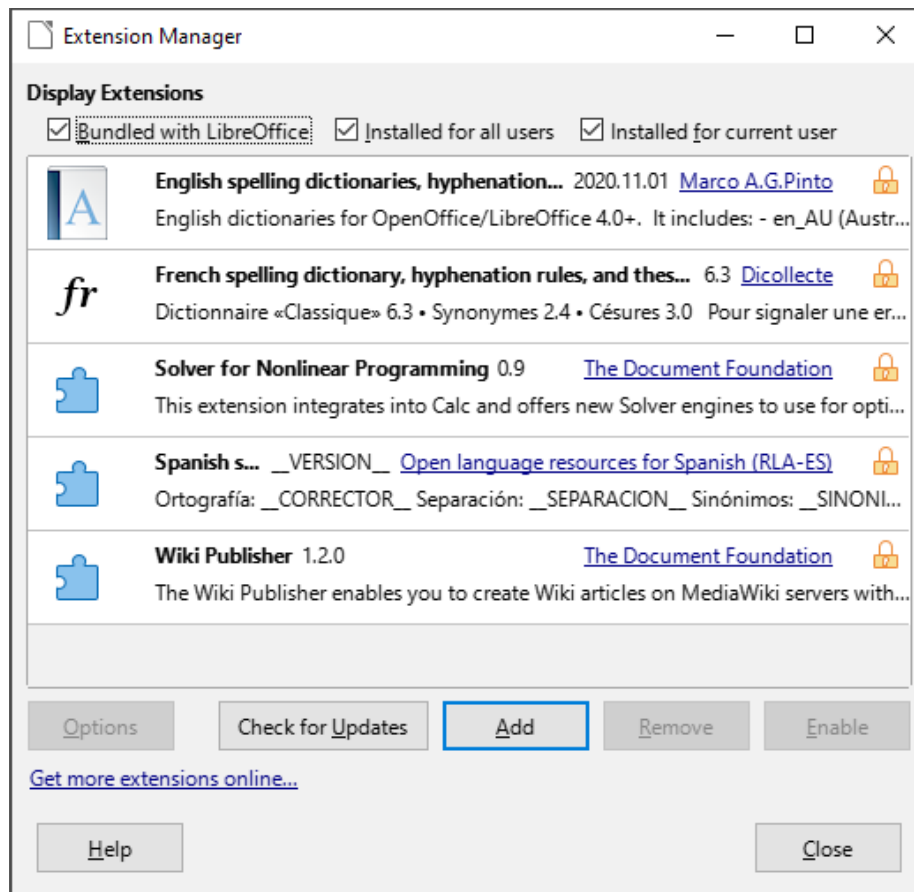 Extension Manager
Display Extensions
Bundled with LibreOffice Installed for all users Installed for current user
A
English spelling dictionaries, hyphenation... 2020.11.01 Marco A.G.Pinto
English dictionaries for OpenOffice/LibreOffice 4.0+. It includes: - en_AU (Austr...
fr
French spelling dictionary, hyphenation rules, and thes... 6.3 Dicollecte
Dictionnaire «Classique» 6.3 • Synonymes 2.4 • Césures 3.0 Pour signaler une er...
Solver for Nonlinear Programming 0.9 The Document Foundation
This extension integrates into Calc and offers new Solver engines to use for opti...
Spanish s... __VERSION__ Open language resources for Spanish (RLA-ES)
Ortografía: __CORRECTOR__ Separación: __SEPARACION__ Sinónimos: __SINONI...
Wiki Publisher 1.2.0 The Document Foundation
The Wiki Publisher enables you to create Wiki articles on MediaWiki servers with...
Options Check for Updates Add Remove Enable
Get more extensions online...
Help Close